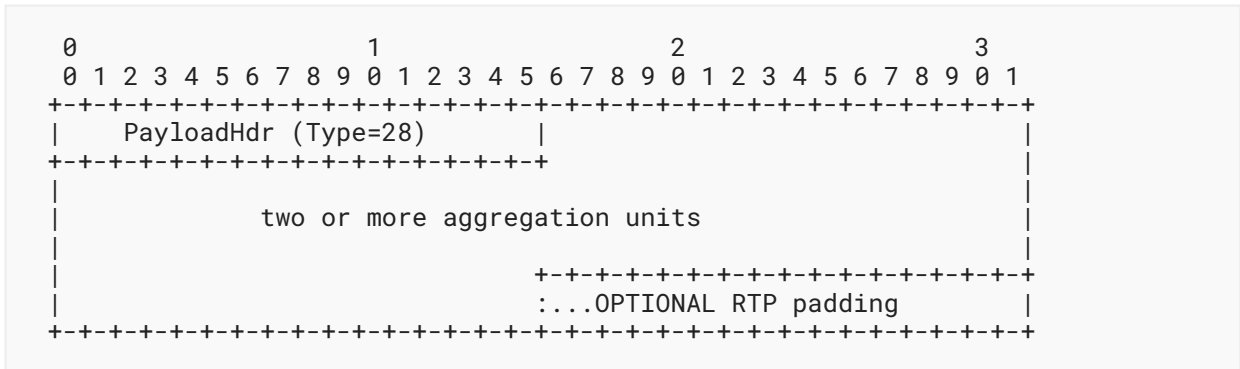 0                   1                   2                   3
 0 1 2 3 4 5 6 7 8 9 0 1 2 3 4 5 6 7 8 9 0 1 2 3 4 5 6 7 8 9 0 1
+-+-+-+-+-+-+-+-+-+-+-+-+-+-+-+-+-+-+-+-+-+-+-+-+-+-+-+-+-+-+-+-+
|    PayloadHdr (Type=28)       |                               |
+-+-+-+-+-+-+-+-+-+-+-+-+-+-+-+-+                               |
|                                                               |
|             two or more aggregation units                     |
|                                                               |
|                               +-+-+-+-+-+-+-+-+-+-+-+-+-+-+-+-+
|                               :...OPTIONAL RTP padding        |
+-+-+-+-+-+-+-+-+-+-+-+-+-+-+-+-+-+-+-+-+-+-+-+-+-+-+-+-+-+-+-+-+